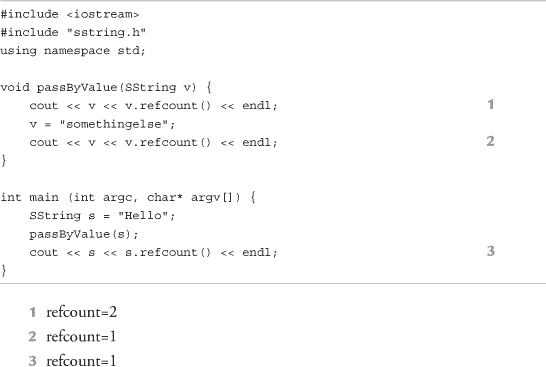 #include <iostream>
#include "sstring.h"
using namespace std;
void passByValue(SString v) {
cout << v << v.refcount() << endl; 1
v = "somethingelse";
cout << v << v.refcount() << endl; 2
}
int main (int argc, char* argv[]) {
SString s = "Hello";
passByValue(s);
cout << s << s.refcount() << endl; 3
}
1 refcount=2
2 refcount=1
3 refcount=1